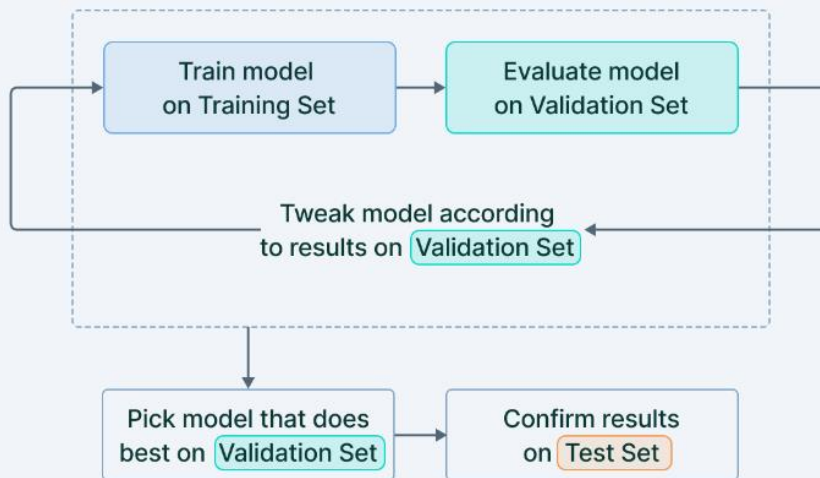 Train model
on Training Set
Evaluate model
on Validation Set
Tweak model according
to results on Validation Set
Pick model that does
best on Validation Set
Confirm results
on Test Set